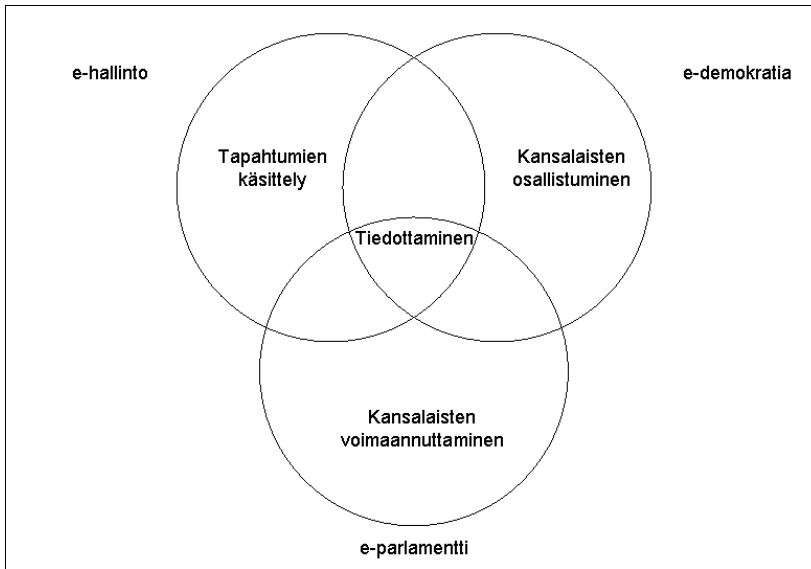 e-hallinto
e-demokratia
Tapahtumien
käsittely
Kansalaisten
osallistuminen
Tiedottaminen
Kansalaisten
voimaannuttaminen
e-parlamentti